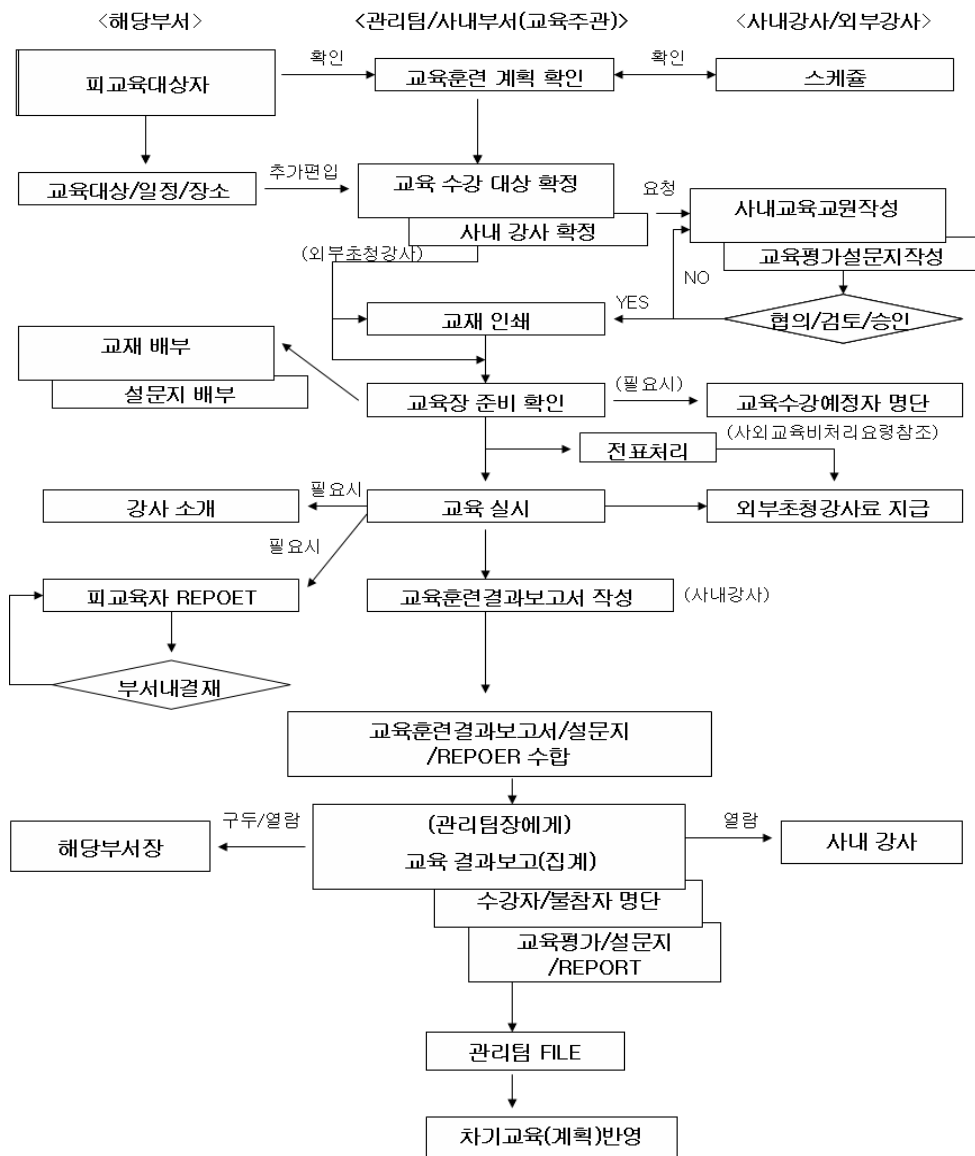 <해당부서>
<관리팀/사내부서(교육주관)>
<사내강사/외부강사>
피교육대상자
확인
교육훈련 계획 확인
확인
스케쥴
교육대상/일정/장소
추가편입
교육 수강 대상 확정
요청
사내교육교원작성
사내 강사 확정
교육평가설문지작성
(외부초청강사)
NO
YES
교재 인쇄
협의/검토/승인
교재 배부
설문지 배부
교육장 준비 확인
(필요시)
교육수강예정자 명단
전표처리
(사외교육비처리요령참조)
강사 소개
필요시
교육 실시
외부초청강사료 지급
필요시
피교육자 REPOET
교육훈련결과보고서 작성
(사내강사)
부서내결재
교육훈련결과보고서/설문지
/REPOER 수합
해당부서장
구두/열람
(관리팀장에게)
교육 결과보고(집계)
열람
사내 강사
수강자/불참자 명단
교육평가/설문지
/REPORT
관리팀 FILE
차기교육(계획)반영